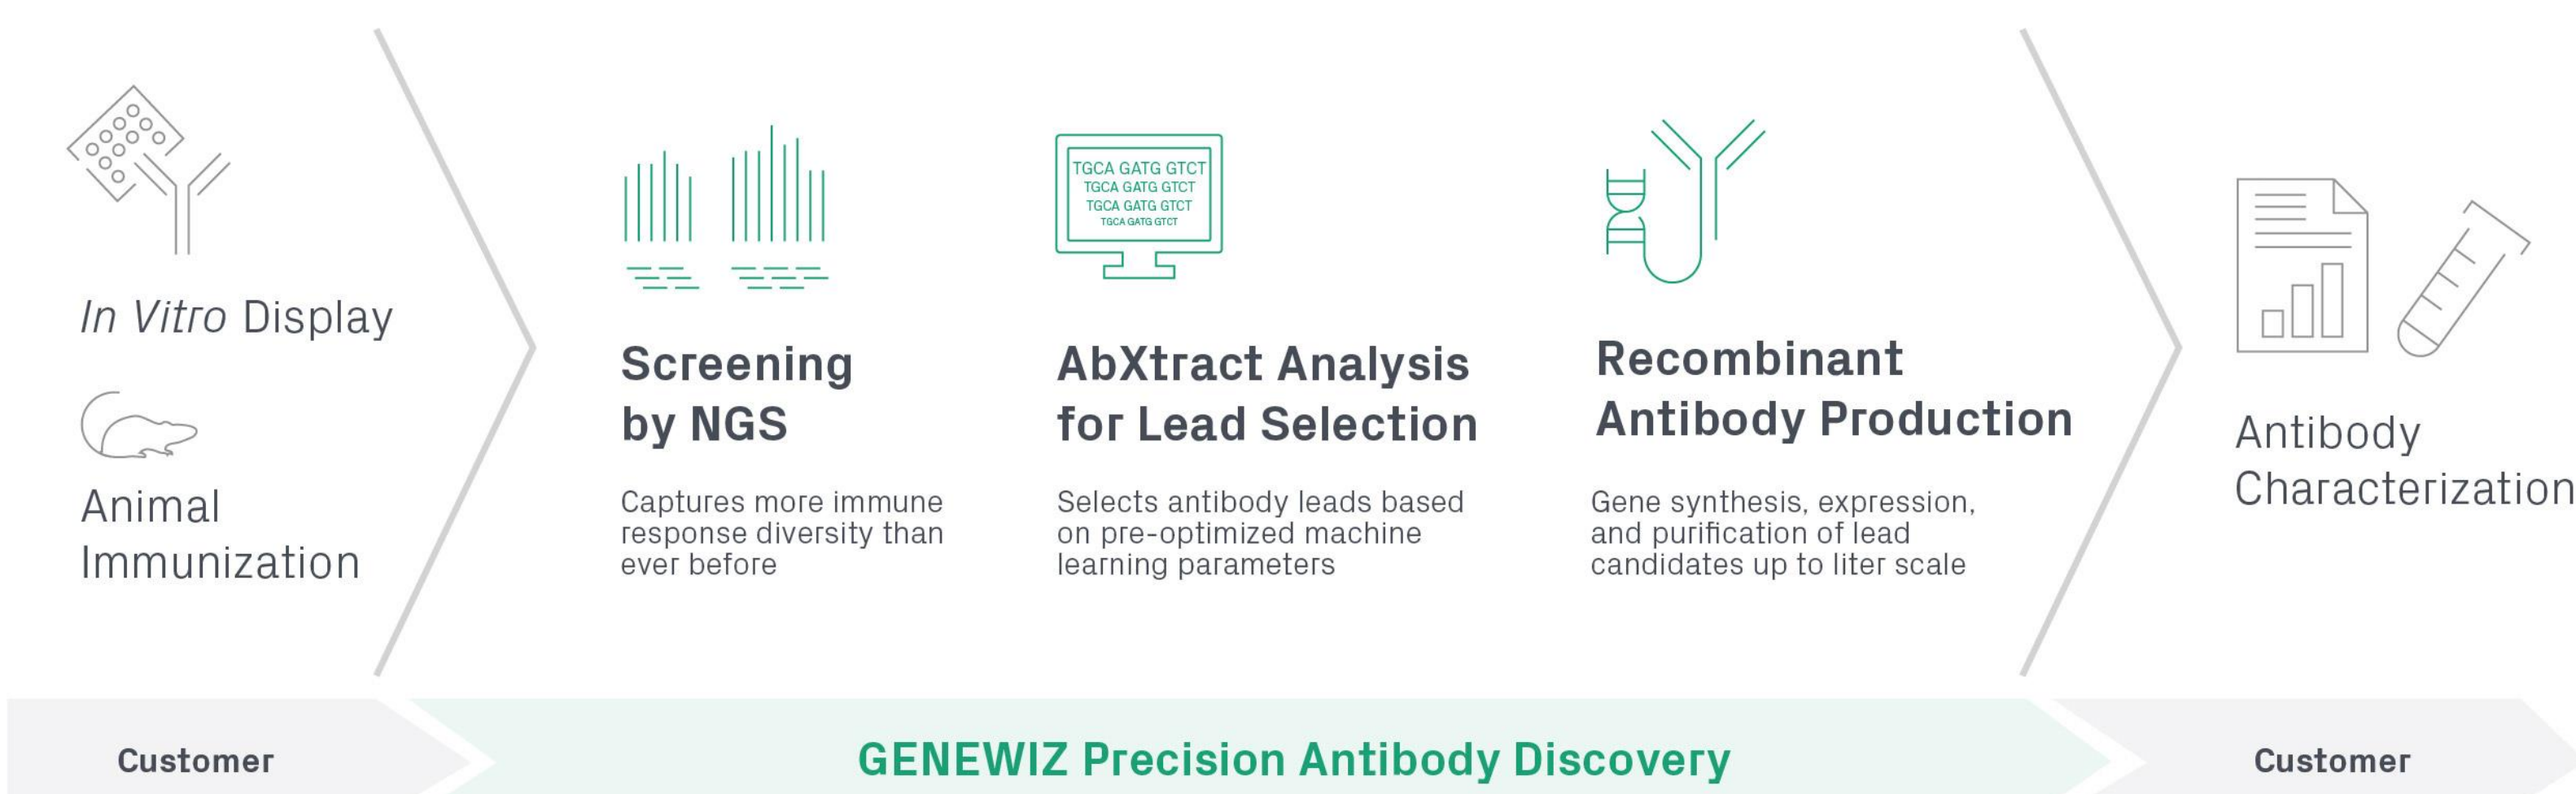 In Vitro Display
Animal
Immunization
TGCA GATG GTCT
TGCA GATG GTCT
TGCA GATG GTCT
TGCA GATG GTCT
Screening
by NGS
Captures more immune
response diversity than
ever before
AbXtract Analysis
for Lead Selection
Selects antibody leads based
on pre-optimized machine
learning parameters
Recombinant
Antibody Production
Gene synthesis, expression,
and purification of lead
candidates up to liter scale
Antibody
Characterization
Customer
GENEWIZ Precision Antibody Discovery
Customer